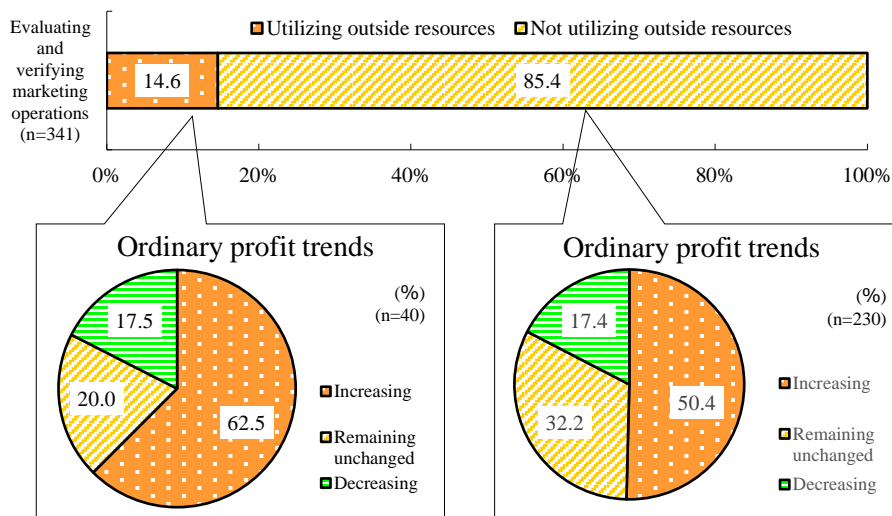 Utilizing outside resources
Not utilizing outside resources
Evaluating
and
verifying
marketing
operations
(n=341)
14.6
85.4
0%
20%
40%
60%
80%
100%
Ordinary profit trends
(%)
(n=40)
17.5
20.0
62.5
Increasing
Remaining
unchanged
Decreasing
Ordinary profit trends
(%)
(n=230)
17.4
32.2
50.4
Increasing
Remaining
unchanged
Decreasing